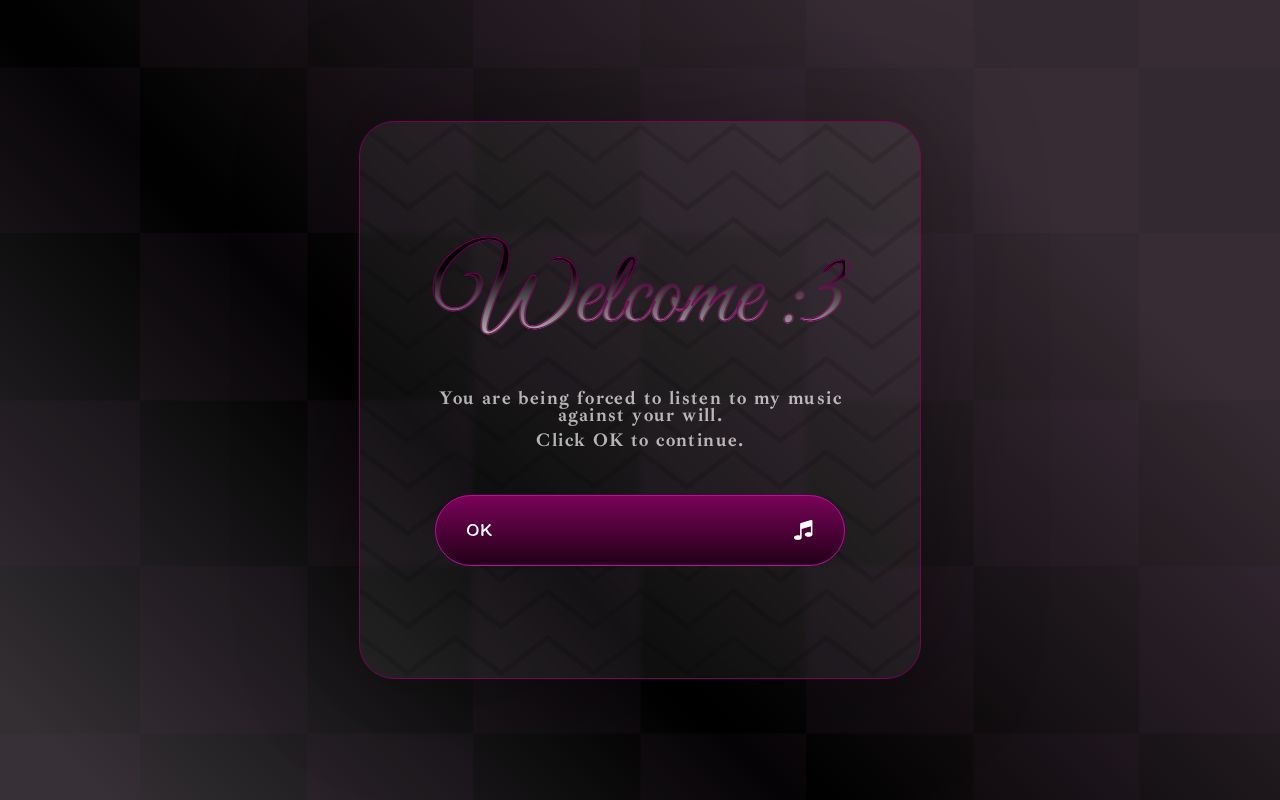 Welcome :3
You are being forced to listen to my music
against your will.
Click OK to continue.
OK